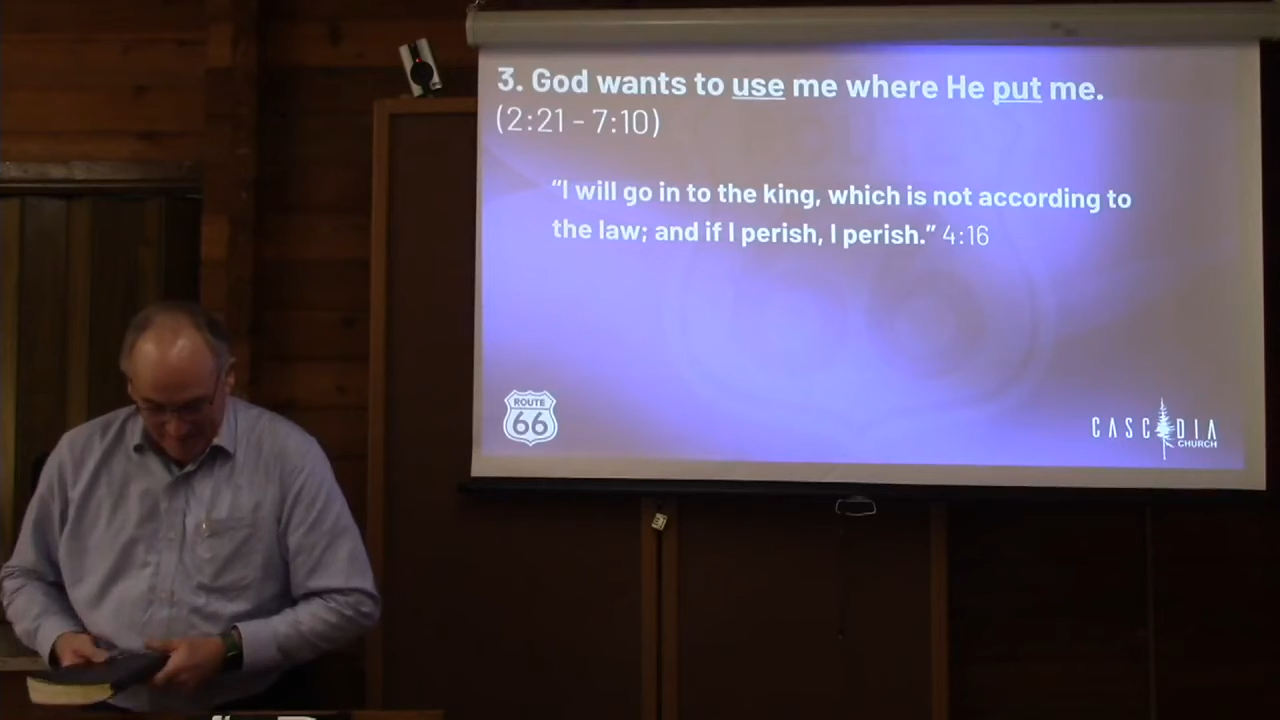 3. God wants to use me where He put me.
(2:21 - 7:10)
“I will go in to the king, which is not according to
the law; and if I perish, I perish.” 4:16
ROUTE
66
CASCADIA
CHURCH